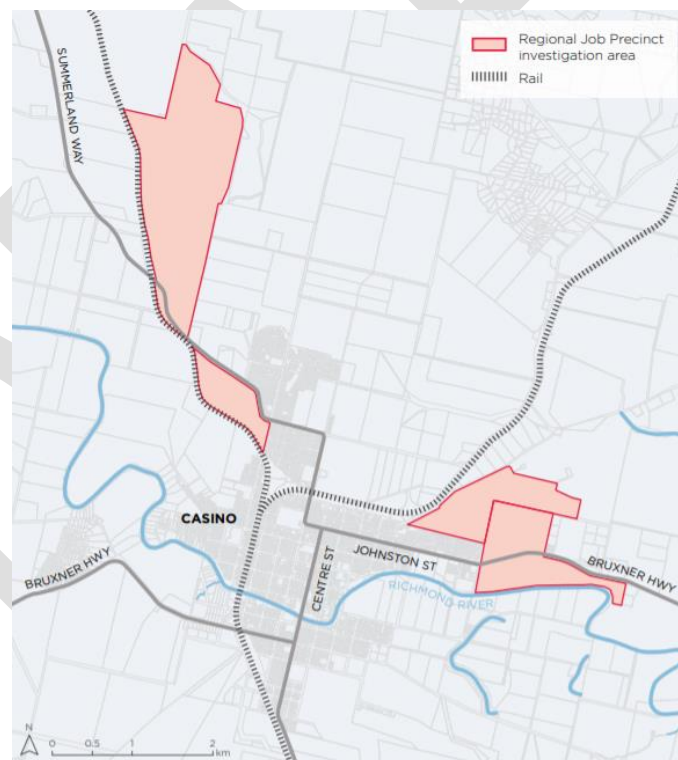 Regional Job Precinct
investigation area
Rail
SUMMERLAND WAY
CASINO
JOHNSTON ST
BRUXNER HWY
BRUXNER HWY
CENTRE ST
RICHMOND RIVER
N
0 0.5 1 2
km